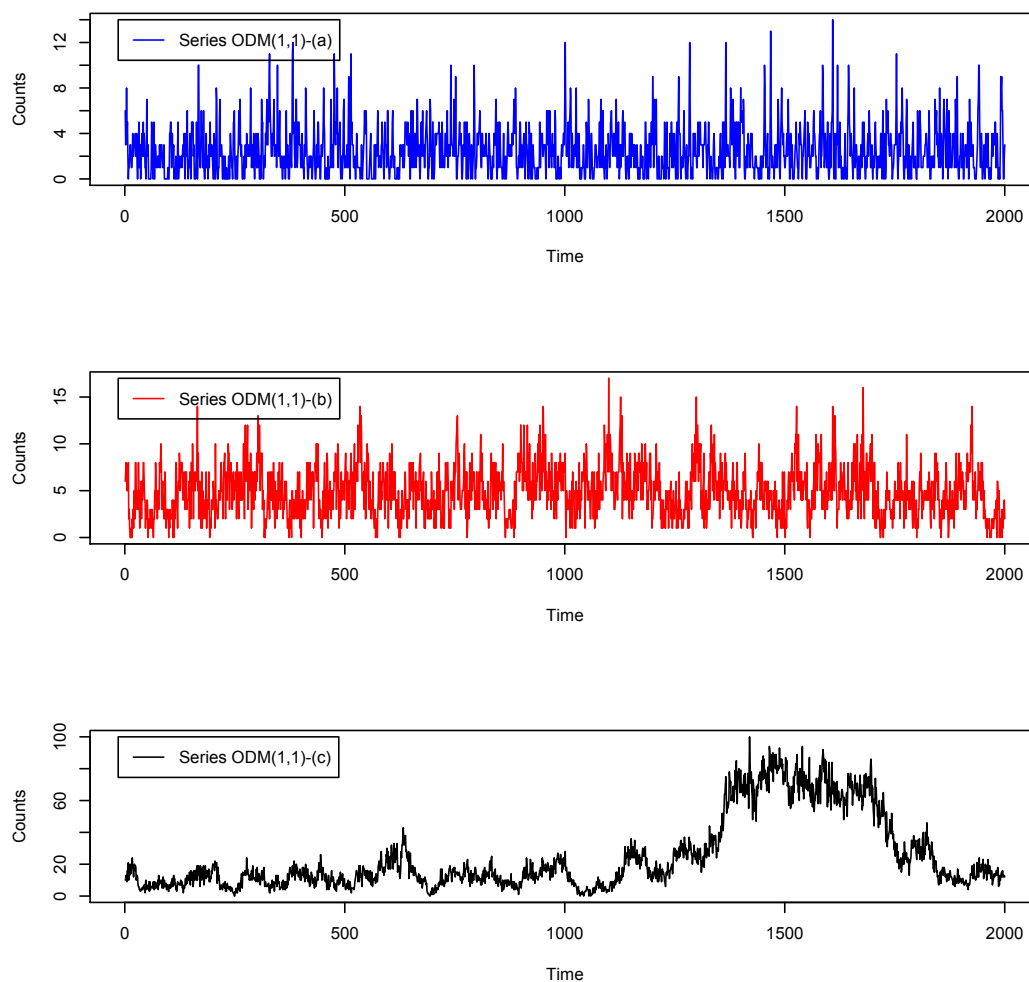 Series ODM(1,1)-(a)
Counts
0 4 8 12
0 500 1000 1500 2000
Time
Series ODM(1,1)-(b)
Counts
0 5 10 15
0 500 1000 1500 2000
Time
Series ODM(1,1)-(c)
Counts
0 20 60 100
0 500 1000 1500 2000
Time